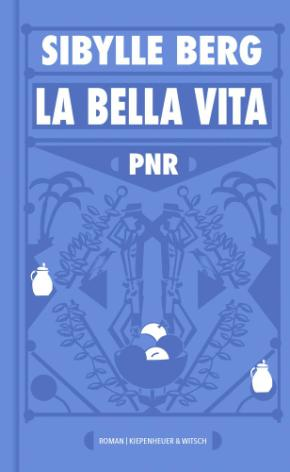 SIBYLLE BERG
LA BELLA VITA
PNR
ROMAN | KIEPENHEUER & WITSCH